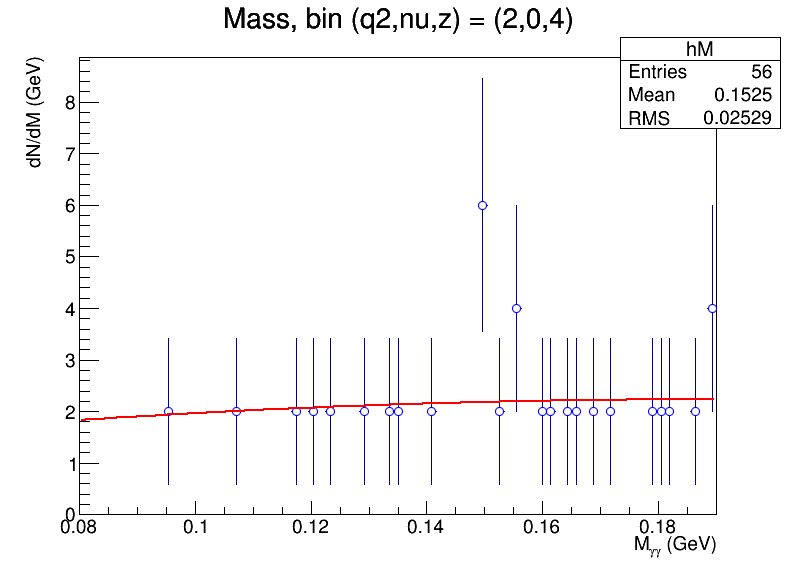 Mass, bin (q2,nu,z) = (2,0,4)
hM
Entries 56
Mean 0.1525
RMS 0.02529
dN/dM (GeV)
8
7
6
5
4
3
2
1
0
0.08 0.1 0.12 0.14 0.16 0.18
Mγγ (GeV)